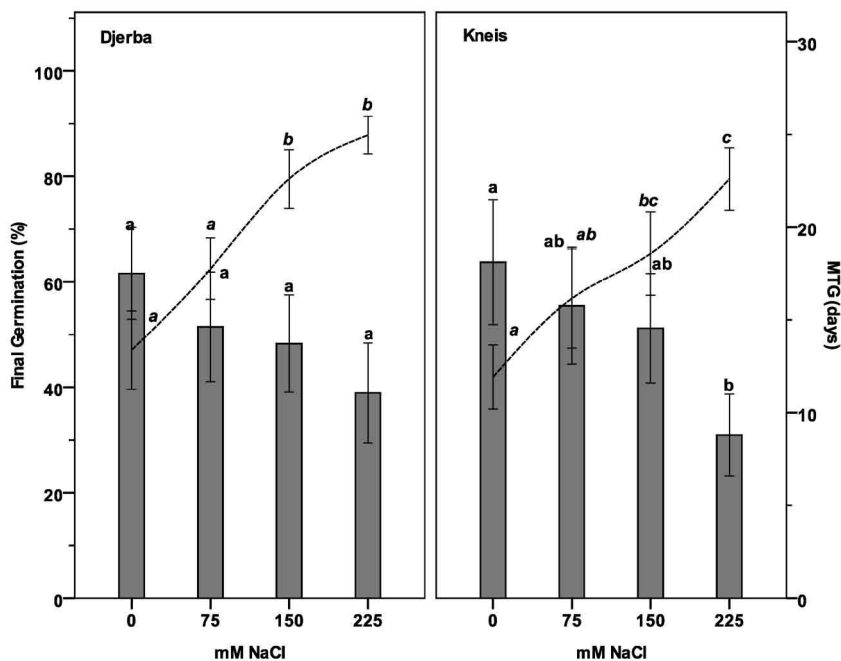 Djerba
Kneis
Final Germination (%)
100
80
60
40
20
0
a
a
a
a
a
a
b
b
a
a
ab
ab
ab
bc
b
c
30
20
10
0
MTG (days)
0
75
150
225
0
75
150
225
mM NaCl
mM NaCl